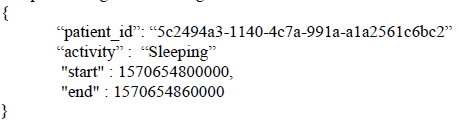 {
“patient_id”: “5c2494a3-1140-4c7a-991a-a1a2561c6bc2”
“activity” :  “Sleeping”
"start" : 1570654800000,
"end" : 1570654860000
}